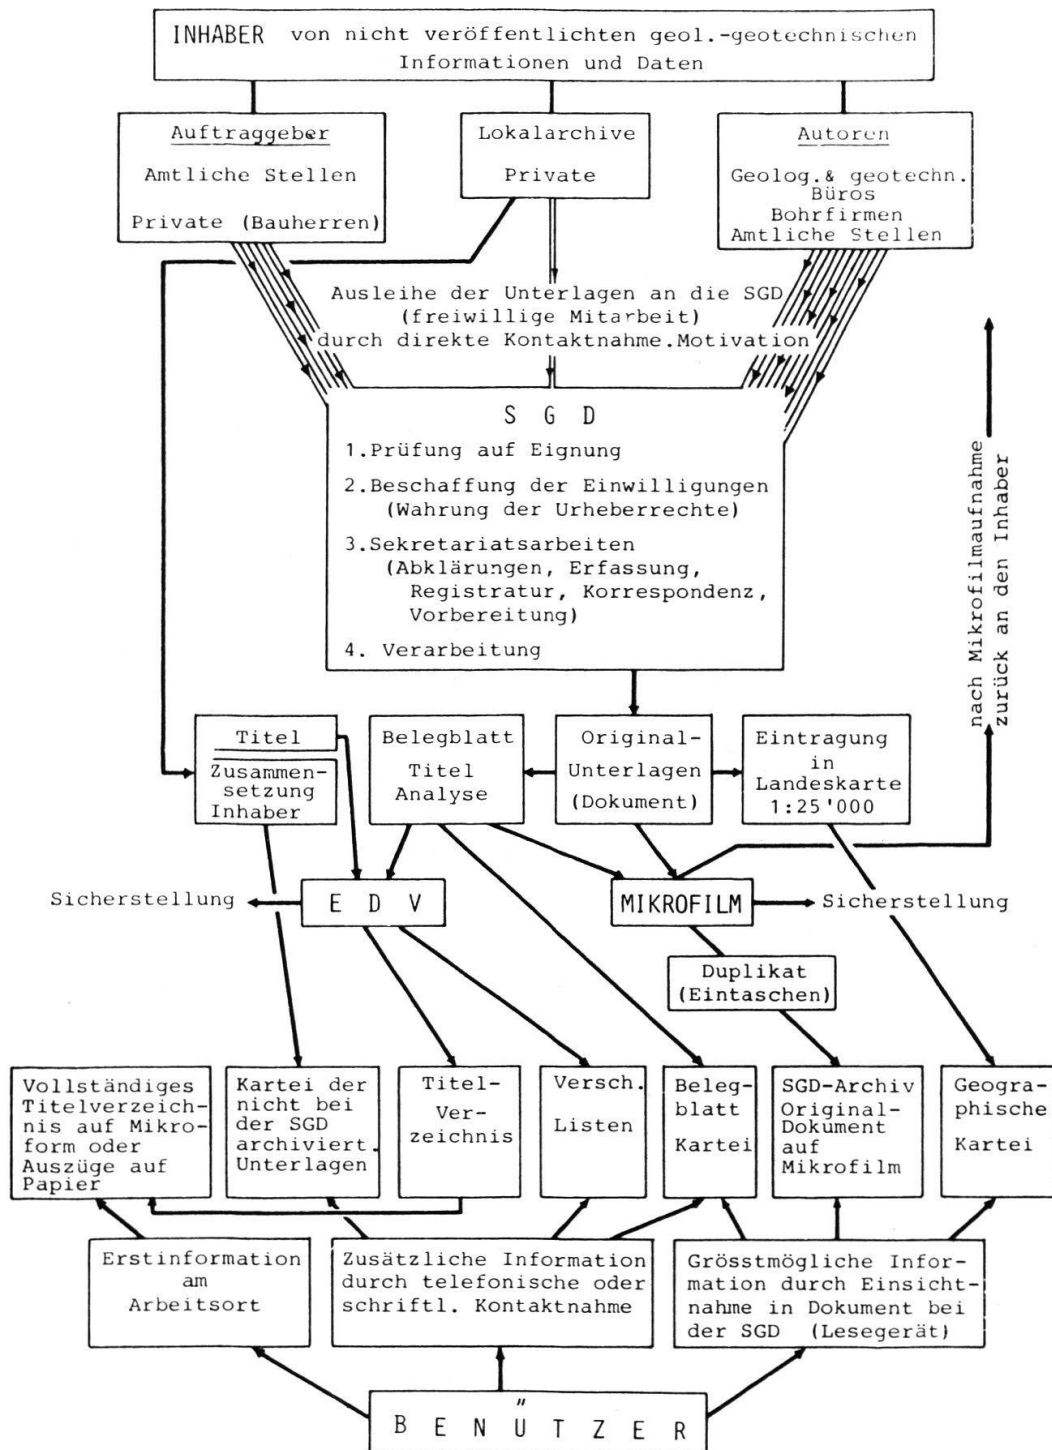 INHABER von nicht veröffentlichten geol.-geotechnischen
Informationen und Daten
Auftraggeber
Amtliche Stellen
Private (Bauherren)
Lokalarchive
Private
Autoren
Geolog.& geotechn.
Büros
Bohrfirmen
Amtliche Stellen
Ausleihe der Unterlagen an die SGD
(freiwillige Mitarbeit)
durch direkte Kontaktnahme.Motivation
S G D
1.Prüfung auf Eignung
2.Beschaffung der Einwilligungen
(Wahrung der Urheberrechte)
3.Sekretariatsarbeiten
(Abklärungen, Erfassung,
Registratur, Korrespondenz,
Vorbereitung)
4. Verarbeitung
nach Mikrofilmaufnahme
zurück an den Inhaber
Titel
Zusammen-
setzung
Inhaber
Belegblatt
Titel
Analyse
Original-
Unterlagen
(Dokument)
Eintragung
in
Landeskarte
1:25'000
Sicherstellung
E D V
MIKROFILM
Sicherstellung
Duplikat
(Eintaschen)
Vollständiges
Titelverzeich-
nis auf Mikro-
form oder
Auszüge auf
Papier
Kartei der
nicht bei
der SGD
archiviert.
Unterlagen
Titel-
Ver-
zeichnis
Versch.
Listen
Beleg-
blatt
Kartei
SGD-Archiv
Original-
Dokument
auf
Mikrofilm
Geogra-
phische
Kartei
Erstinformation
am
Arbeitsort
Zusätzliche Information
durch telefonische oder
schriftl. Kontaktnahme
Grösstmögliche Infor-
mation durch Einsicht-
nahme in Dokument bei
der SGD (Lesegerät)
B E N Ü T Z E R